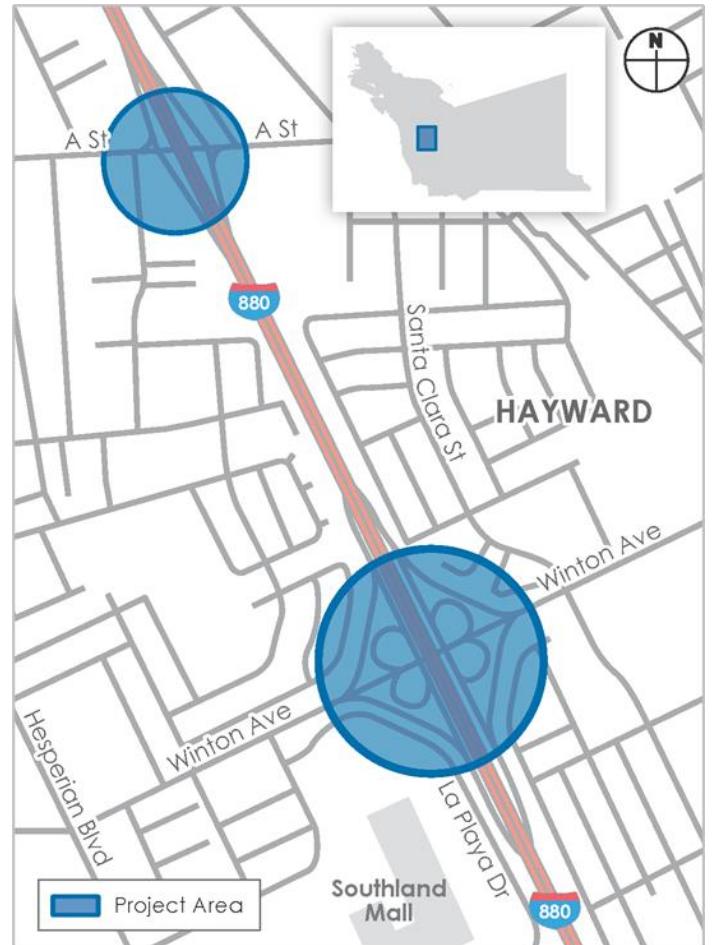 N
A St
A St
880
Santa Clara St
HAYWARD
Winton Ave
Winton Ave
Hesperian Blvd
La Playa Dr
Southland
Mall
880
Project Area